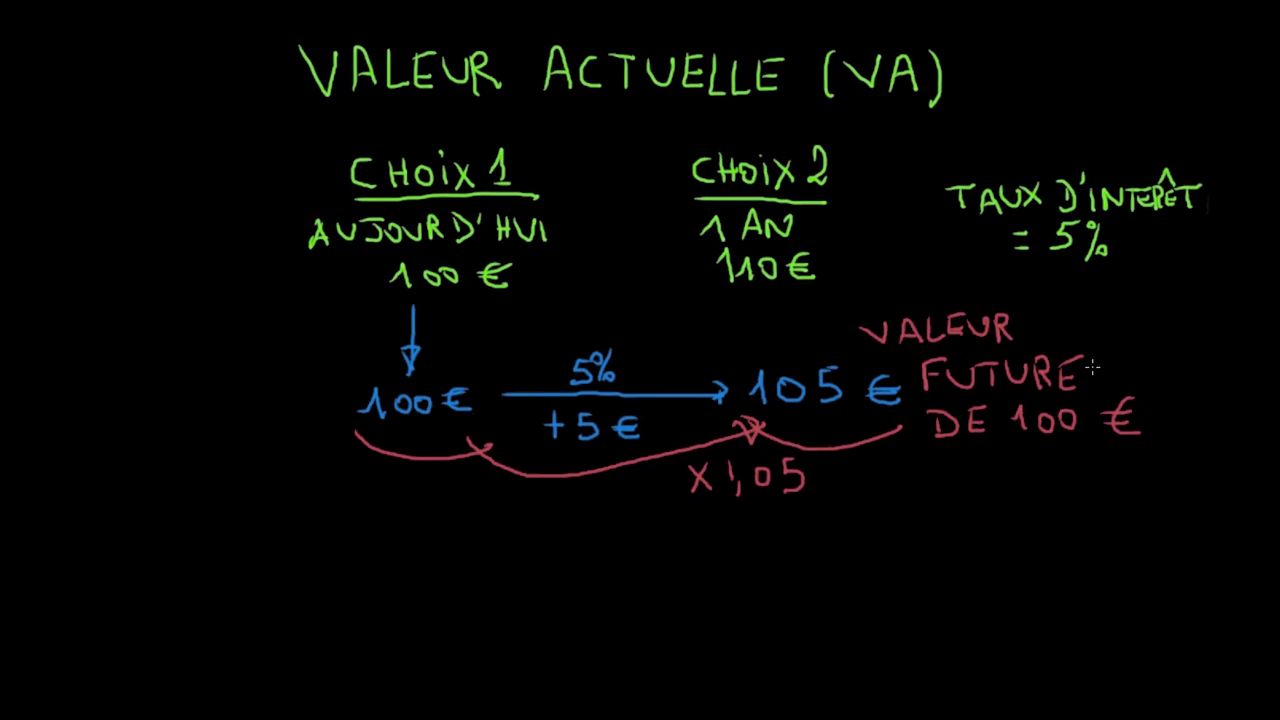 VALEUR ACTUELLE (VA)
CHOIX 1
AUJOURD'HUI
100 €
CHOIX 2
1 AN
110 €
TAUX D'INTERÊT
= 5%
100 €
5%
+5 €
105 €
VALEUR
FUTURE
DE 100 €
X 1,05